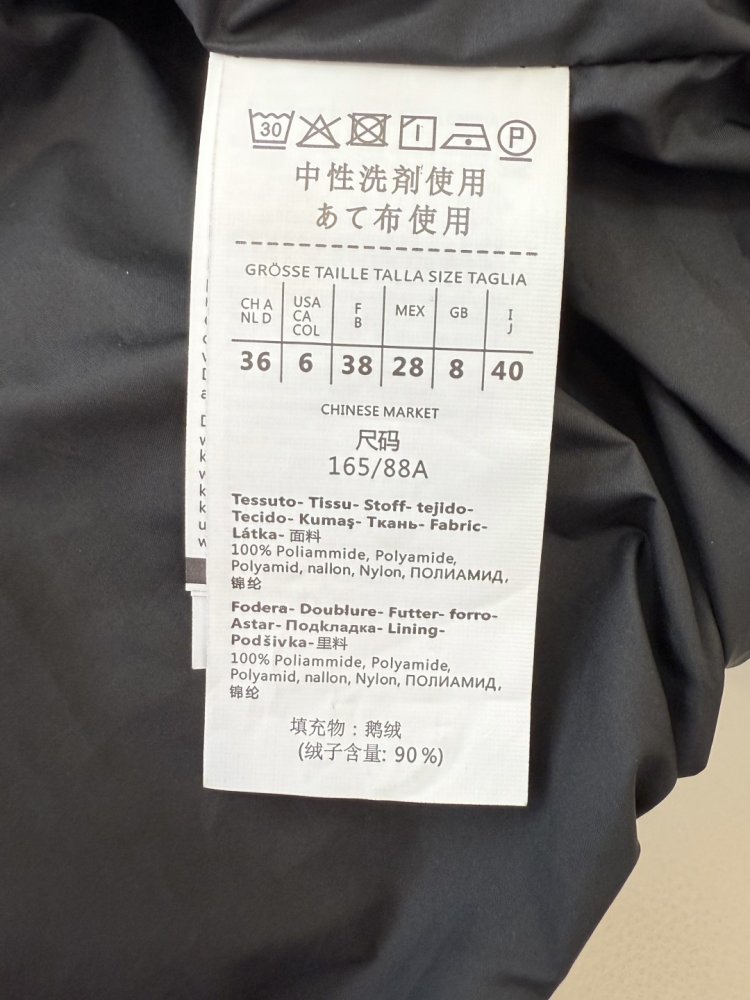 30 P
中性洗剤使用
あて布使用
GRÖSSE TAILLE TALLA SIZE TAGLIA
CH A NL D USA CA COL F B MEX GB I J
36 6 38 28 8 40
CHINESE MARKET
尺码
165/88A
Tessuto- Tissu- Stoff- tejido-
Tecido- Kumaş- Ткань- Fabric-
Látka- 面料
100% Poliammide, Polyamide,
Polyamid, nallon, Nylon, ПОЛИАМИД,
锦纶
Fodera- Doublure- Futter- forro-
Astar- Подкладка- Lining-
Podšivka- 里料
100% Poliammide, Polyamide,
Polyamid, nallon, Nylon, ПОЛИАМИД,
锦纶
填充物：鹅绒
(绒子含量: 90%)